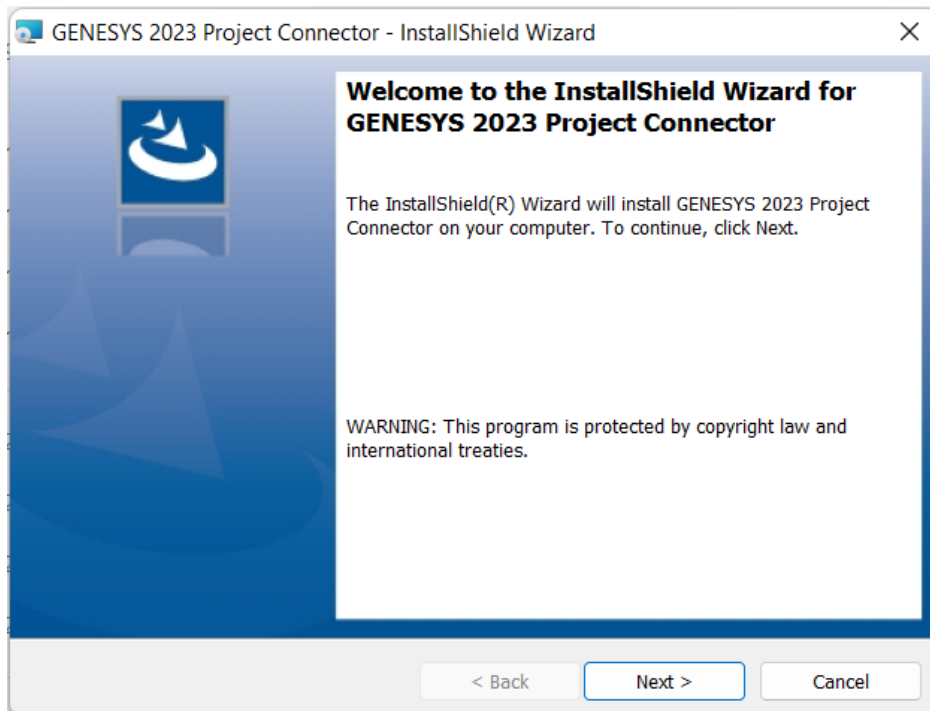 GENESYS 2023 Project Connector - InstallShield Wizard
Welcome to the InstallShield Wizard for
GENESYS 2023 Project Connector
The InstallShield(R) Wizard will install GENESYS 2023 Project
Connector on your computer. To continue, click Next.
WARNING: This program is protected by copyright law and
international treaties.
< Back
Next >
Cancel